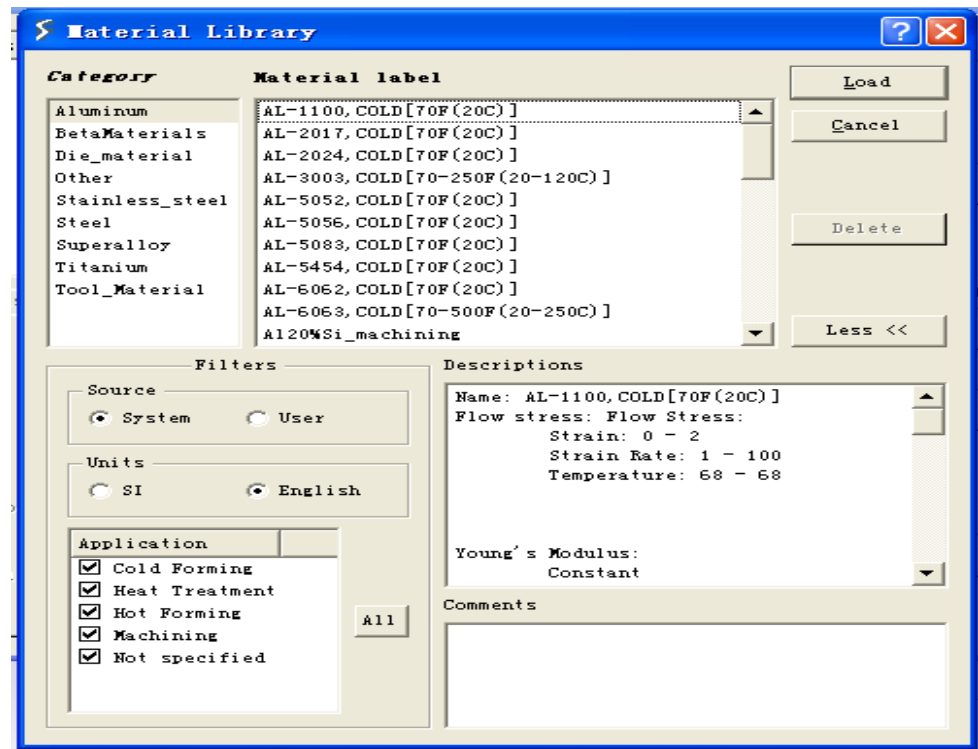 Material Library
Category
Material label
Load
Cancel
Delete
Less <<
Aluminum
BetaMaterials
Die_material
Other
Stainless_steel
Steel
Superalloy
Titanium
Tool_Material
AL-1100,COLD[70F(20C)]
AL-2017,COLD[70F(20C)]
AL-2024,COLD[70F(20C)]
AL-3003,COLD[70-250F(20-120C)]
AL-5052,COLD[70F(20C)]
AL-5056,COLD[70F(20C)]
AL-5083,COLD[70F(20C)]
AL-5454,COLD[70F(20C)]
AL-6062,COLD[70F(20C)]
AL-6063,COLD[70-500F(20-250C)]
Al20%Si_machining
Filters
Source
System
User
Units
SI
English
Application
Cold Forming
Heat Treatment
Hot Forming
Machining
Not specified
All
Descriptions
Name: AL-1100,COLD[70F(20C)]
Flow stress: Flow Stress:
Strain: 0 - 2
Strain Rate: 1 - 100
Temperature: 68 - 68
Young's Modulus:
Constant
Comments